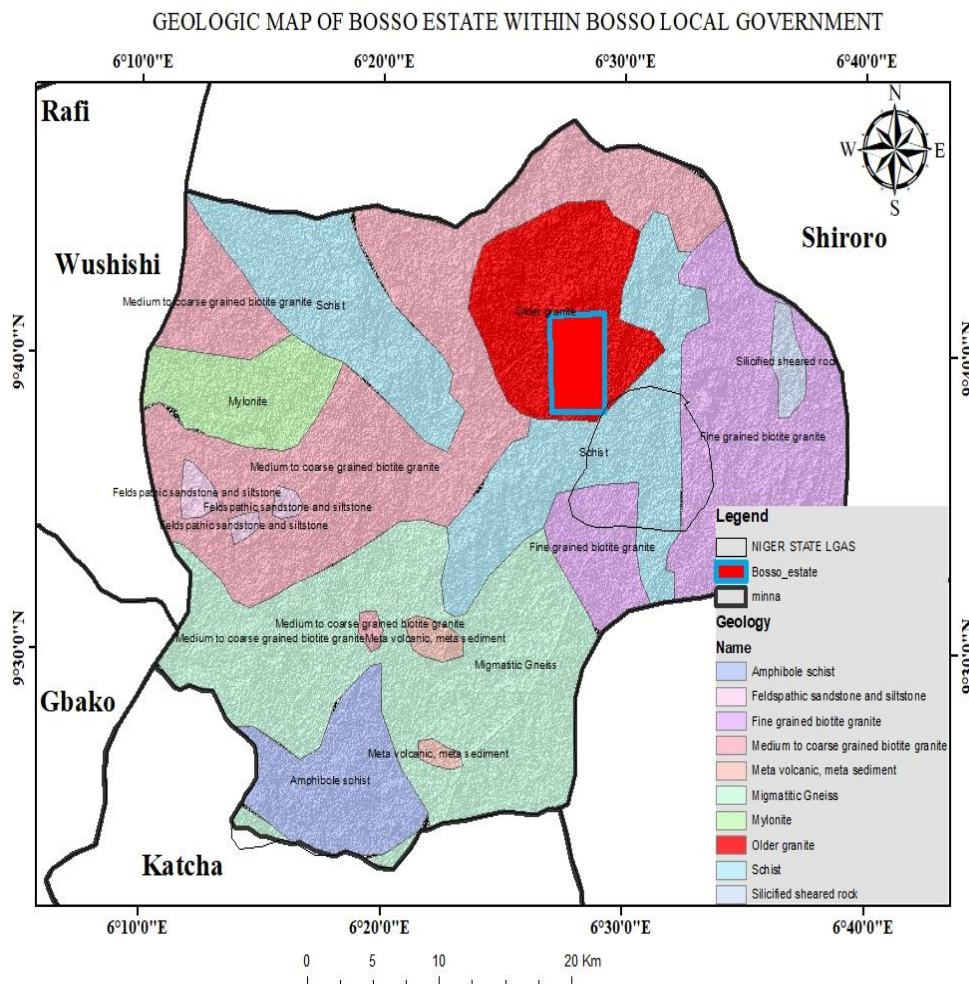 GEOLOGIC MAP OF BOSSO ESTATE WITHIN BOSSO LOCAL GOVERNMENT
6°10'0"E 6°20'0"E 6°30'0"E 6°40'0"E
Rafi
N
W E
S
Shiroro
Wushishi
Medium to coarse grained biotite granite
Schist
Older granite
9°40'0"N
9°40'0"N
Silicified sheared rock
Mylonite
Fine grained biotite granite
Schist
Medium to coarse grained biotite granite
Feldspathic sandstone and siltstone
Feldspathic sandstone and siltstone
Feldspathic sandstone and siltstone
Fine grained biotite granite
Medium to coarse grained biotite granite
Medium to coarse grained biotite granite
Meta volcanic, meta sediment
Migmatitic Gneiss
9°30'0"N
9°30'0"N
Gbako
Meta volcanic, meta sediment
Amphibole schist
Katcha
Legend
NIGER STATE LGAS
Bosso_estate
minna
Geology
Name
Amphibole schist
Feldspathic sandstone and siltstone
Fine grained biotite granite
Medium to coarse grained biotite granite
Meta volcanic, meta sediment
Migmatitic Gneiss
Mylonite
Older granite
Schist
Silicified sheared rock
6°10'0"E 6°20'0"E 6°30'0"E 6°40'0"E
0 5 10 20 Km